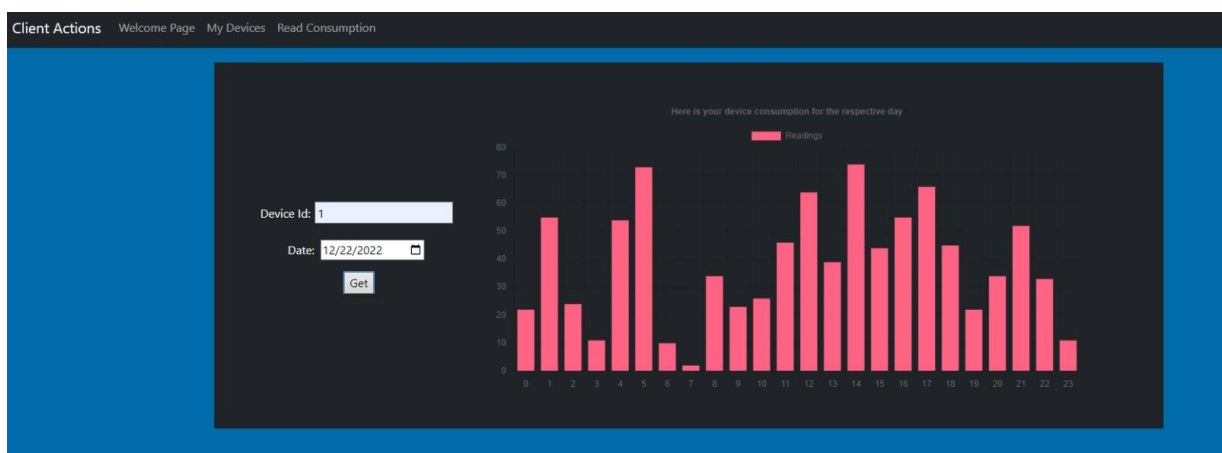 Client Actions Welcome Page My Devices Read Consumption
Device Id: 1
Date: 12/22/2022
Get
Here is your device consumption for the respective day
Readings
80
70
60
50
40
30
20
10
0
0 1 2 3 4 5 6 7 8 9 10 11 12 13 14 15 16 17 18 19 20 21 22 23